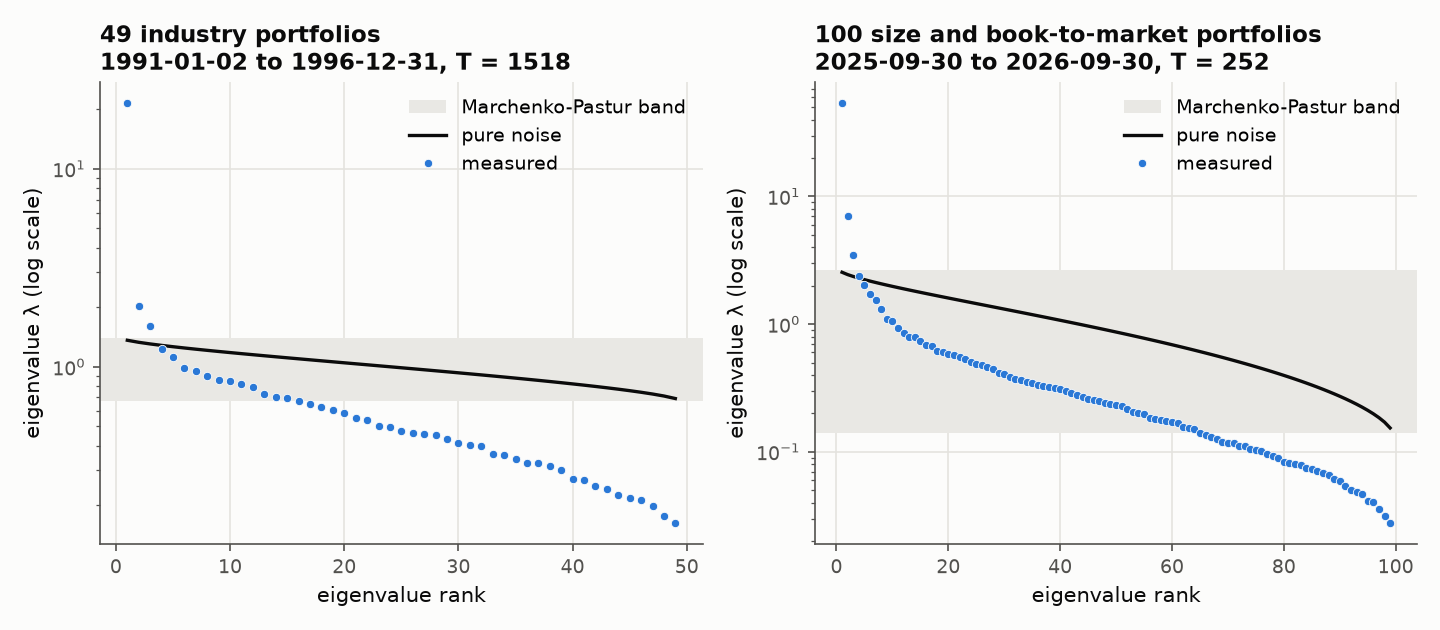 49 industry portfolios
1991-01-02 to 1996-12-31, T = 1518
Marchenko-Pastur band
pure noise
measured
eigenvalue λ (log scale)
10¹
10⁰
0 10 20 30 40 50
eigenvalue rank
100 size and book-to-market portfolios
2025-09-30 to 2026-09-30, T = 252
Marchenko-Pastur band
pure noise
measured
eigenvalue λ (log scale)
10¹
10⁰
10⁻¹
0 20 40 60 80 100
eigenvalue rank